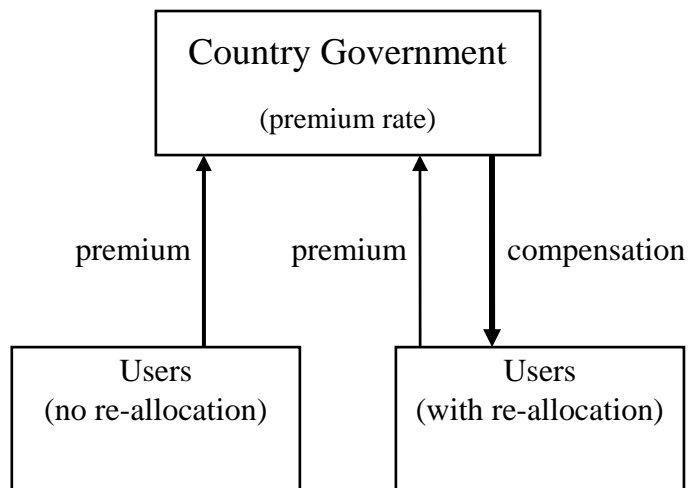 Country Government
(premium rate)
premium
premium
compensation
Users
(no re-allocation)
Users
(with re-allocation)